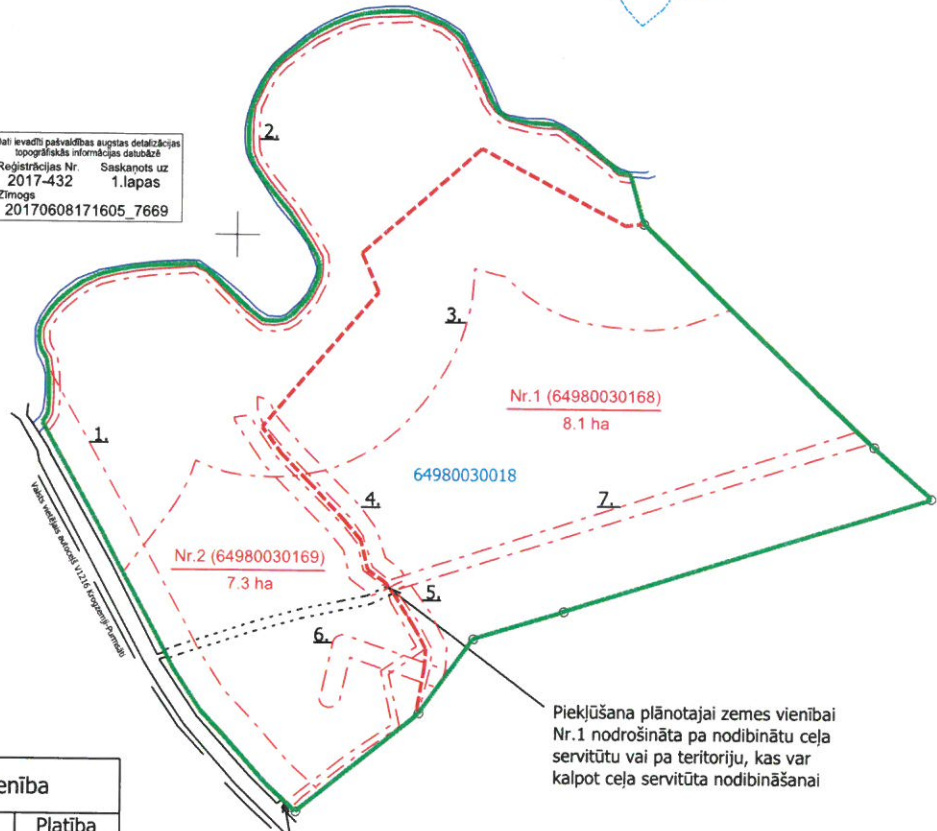 Dati ievadīti pašvaldības augstas detalizācijas
topogrāfiskās informācijas datubāzē
Reģistrācijas Nr. Saskaņots uz
2017-432 1.lapas
Zīmogs
20170608171605_7669
2.
3.
1.
Nr.1 (64980030168)
8.1 ha
64980030018
4.
7.
Nr.2 (64980030169)
7.3 ha
5.
6.
Valsts vietējais autoceļš V1216 Krogzemji-Purmsāti
Piekļūšana plānotajai zemes vienībai
Nr.1 nodrošināta pa nodibinātu ceļa
servitūtu vai pa teritoriju, kas var
kalpot ceļa servitūta nodibināšanai
enība
Platība